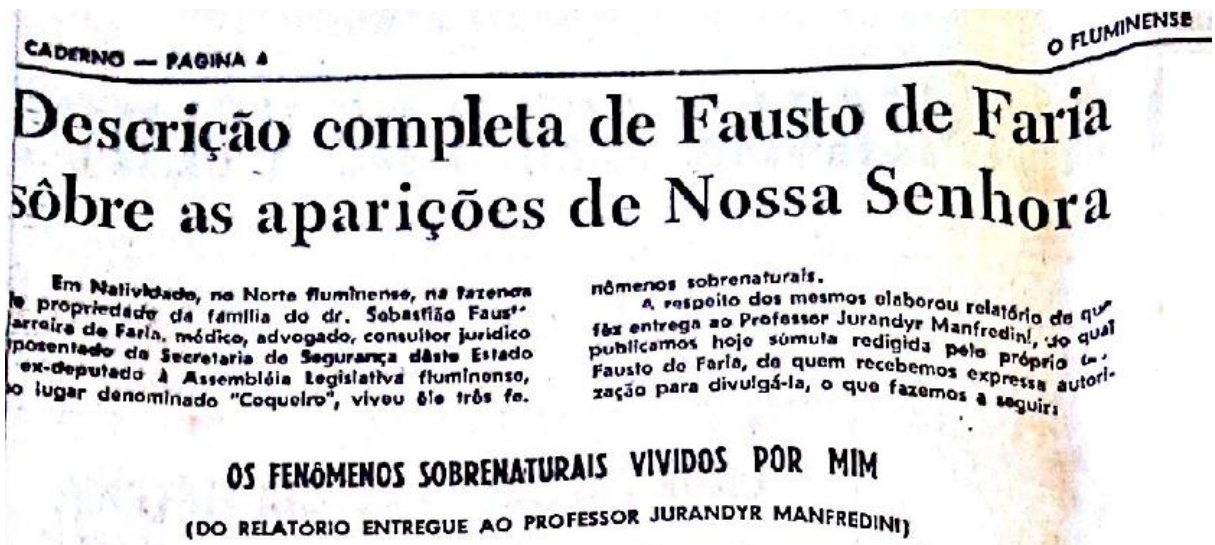 CADERNO — PAGINA 4
O FLUMINENSE
Descrição completa de Fausto de Faria
sôbre as aparições de Nossa Senhora
Em Natividade, no Norte fluminense, na fazenda
de propriedade da família do dr. Sebastião Faust
arreira de Faria, médico, advogado, consultor jurídico
posentado da Secretaria de Segurança dêste Estado
ex-deputado à Assembléia Legislativa fluminense,
no lugar denominado "Coqueiro", viveu êle três fe-
nômenos sobrenaturais.
A respeito dos mesmos elaborou relatório de que
fêz entrega ao Professor Jurandyr Manfredini, do qual
publicamos hoje súmula redigida pelo próprio
Fausto de Faria, de quem recebemos expressa autori-
zação para divulgá-la, o que fazemos a seguir:
OS FENÔMENOS SOBRENATURAIS VIVIDOS POR MIM
(DO RELATÓRIO ENTREGUE AO PROFESSOR JURANDYR MANFREDINI)